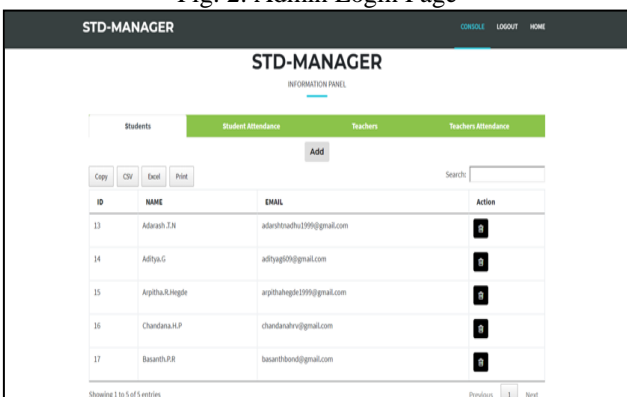 Fig. 2. Admin Login Page
STD-MANAGER CONSOLE LOGOUT HOME
STD-MANAGER
INFORMATION PANEL
Students Student Attendance Teachers Teachers Attendance
Add
Copy CSV Excel Print Search:
ID NAME EMAIL Action
13 Adarash .T.N adarshtnadhu1999@gmail.com
14 Aditya.G adityag609@gmail.com
15 Arpitha.R.Hegde arpithahegde1999@gmail.com
16 Chandana.H.P chandanahrv@gmail.com
17 Basanth.P.R basanthbond@gmail.com
Showing 1 to 5 of 5 entries Previous 1 Next